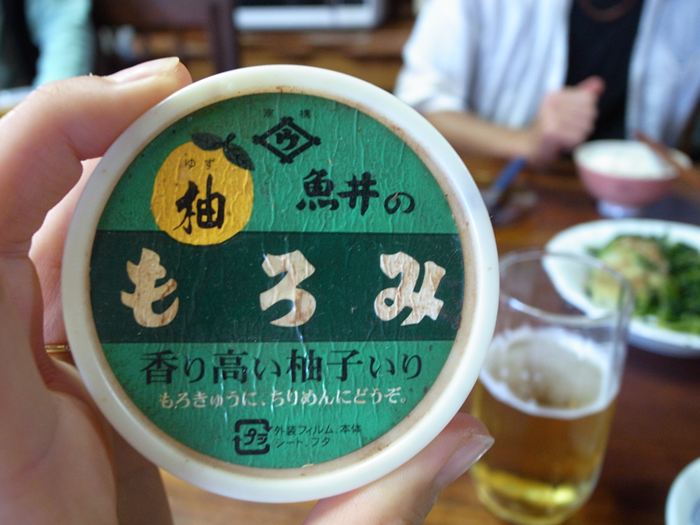 ゆず
柚
魚井の
もろみ
香り高い柚子いり
もろきゅうに、ちりめんにどうぞ。
プラ
外装フィルム、本体
シート、フタ